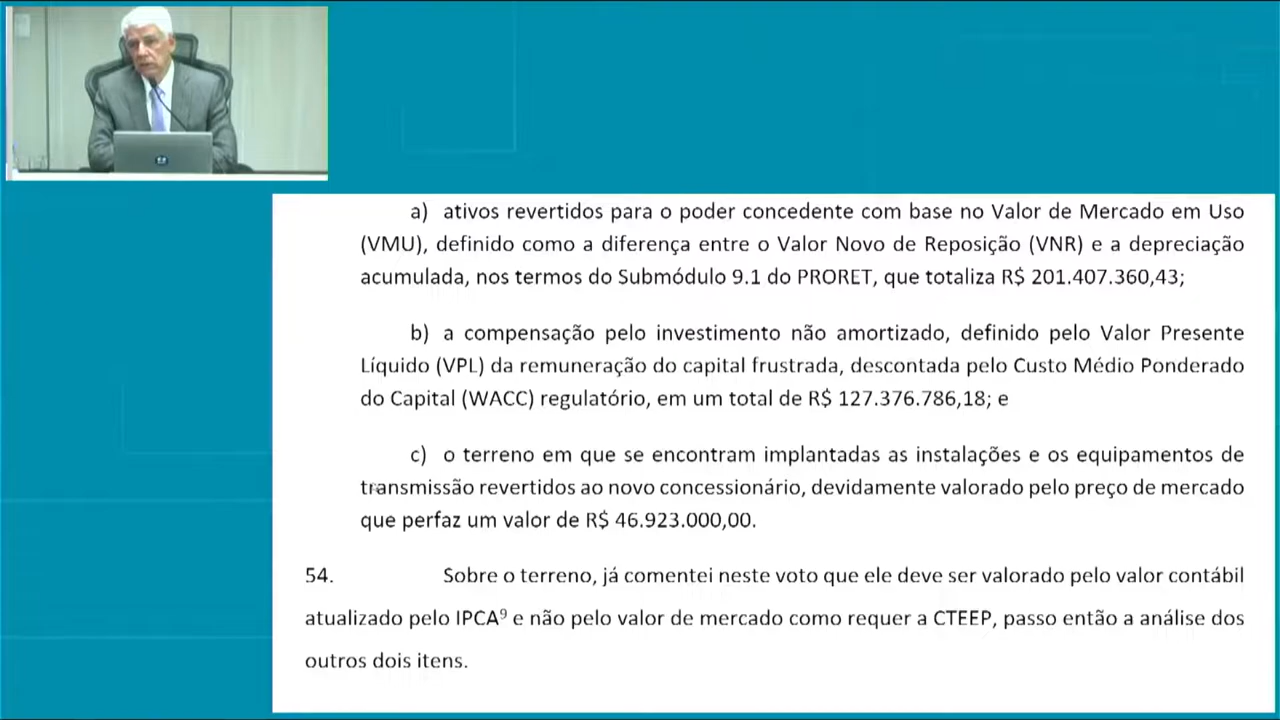 a) ativos revertidos para o poder concedente com base no Valor de Mercado em Uso
(VMU), definido como a diferença entre o Valor Novo de Reposição (VNR) e a depreciação
acumulada, nos termos do Submódulo 9.1 do PRORET, que totaliza R$ 201.407.360,43;
b) a compensação pelo investimento não amortizado, definido pelo Valor Presente
Líquido (VPL) da remuneração do capital frustrada, descontada pelo Custo Médio Ponderado
do Capital (WACC) regulatório, em um total de R$ 127.376.786,18; e
c) o terreno em que se encontram implantadas as instalações e os equipamentos de
transmissão revertidos ao novo concessionário, devidamente valorado pelo preço de mercado
que perfaz um valor de R$ 46.923.000,00.
54. Sobre o terreno, já comentei neste voto que ele deve ser valorado pelo valor contábil
atualizado pelo IPCA⁹ e não pelo valor de mercado como requer a CTEEP, passo então a análise dos
outros dois itens.